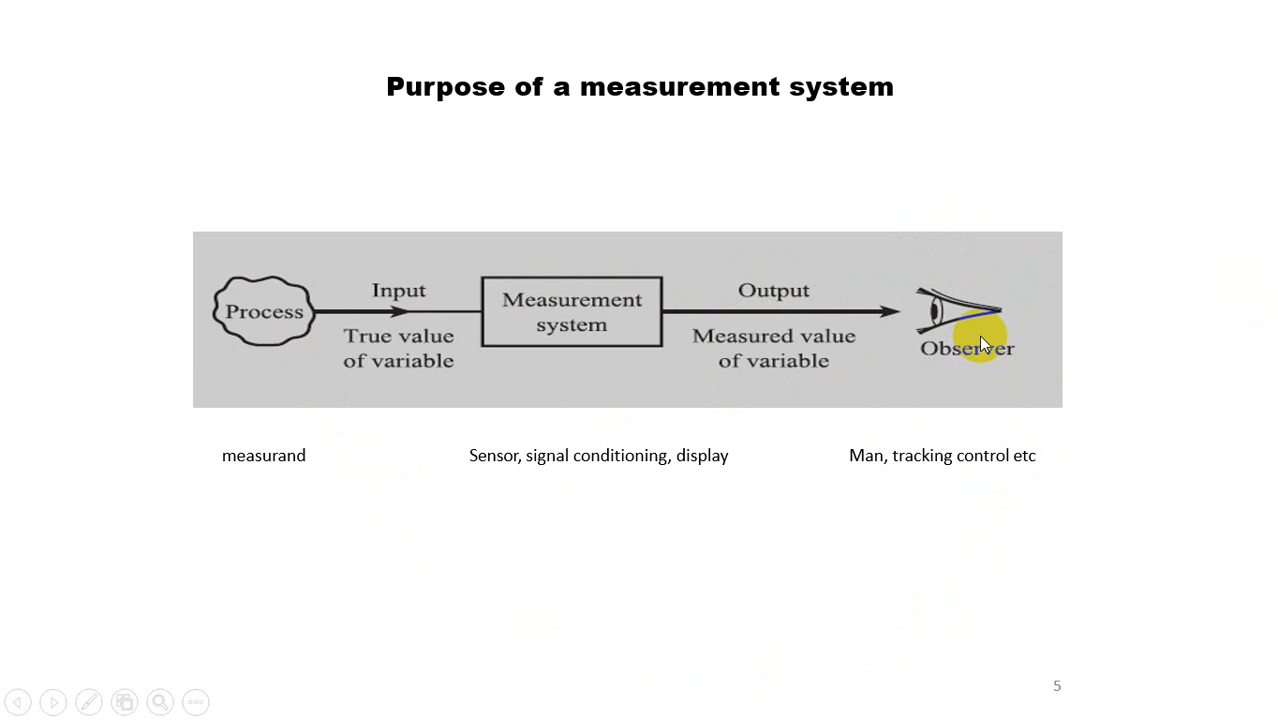 Purpose of a measurement system
Process
Input
True value
of variable
Measurement
system
Output
Measured value
of variable
Observer
measurand
Sensor, signal conditioning, display
Man, tracking control etc
5